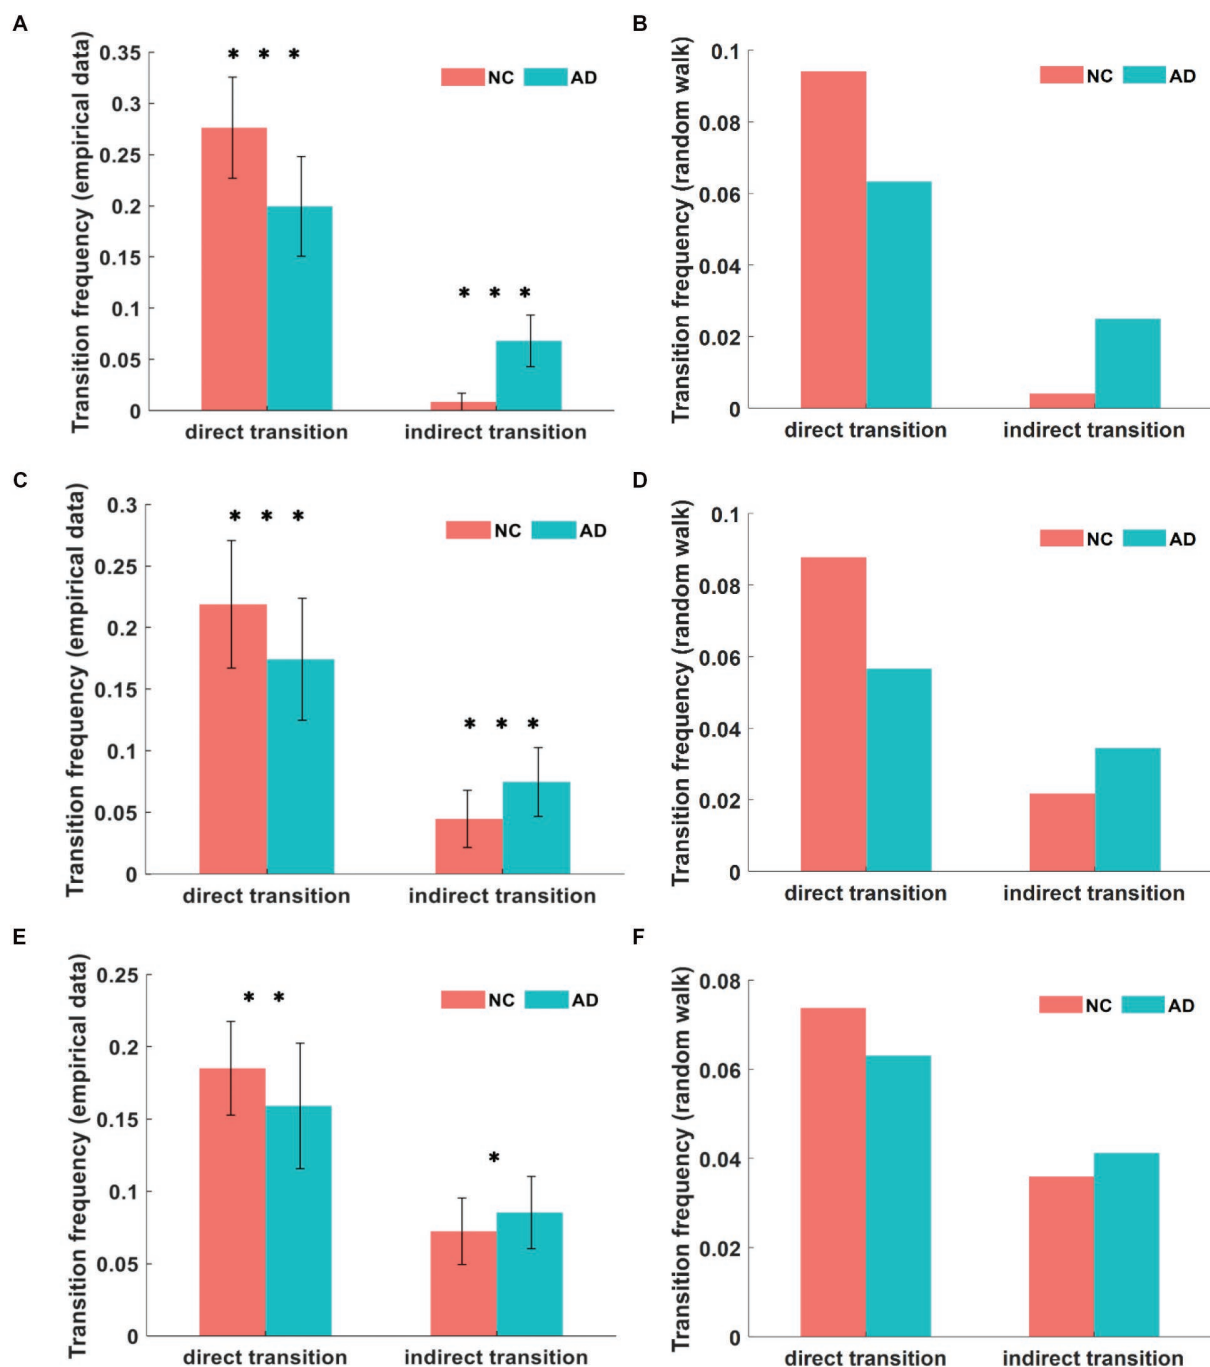 A
Transition frequency (empirical data)
0.35
0.3
0.25
0.2
0.15
0.1
0.05
0
* * *
* * *
NC AD
direct transition indirect transition
B
Transition frequency (random walk)
0.1
0.08
0.06
0.04
0.02
0
NC AD
direct transition indirect transition
C
Transition frequency (empirical data)
0.3
0.25
0.2
0.15
0.1
0.05
0
* * *
* * *
NC AD
direct transition indirect transition
D
Transition frequency (random walk)
0.1
0.08
0.06
0.04
0.02
0
NC AD
direct transition indirect transition
E
Transition frequency (empirical data)
0.25
0.2
0.15
0.1
0.05
0
* *
*
NC AD
direct transition indirect transition
F
Transition frequency (random walk)
0.08
0.06
0.04
0.02
0
NC AD
direct transition indirect transition